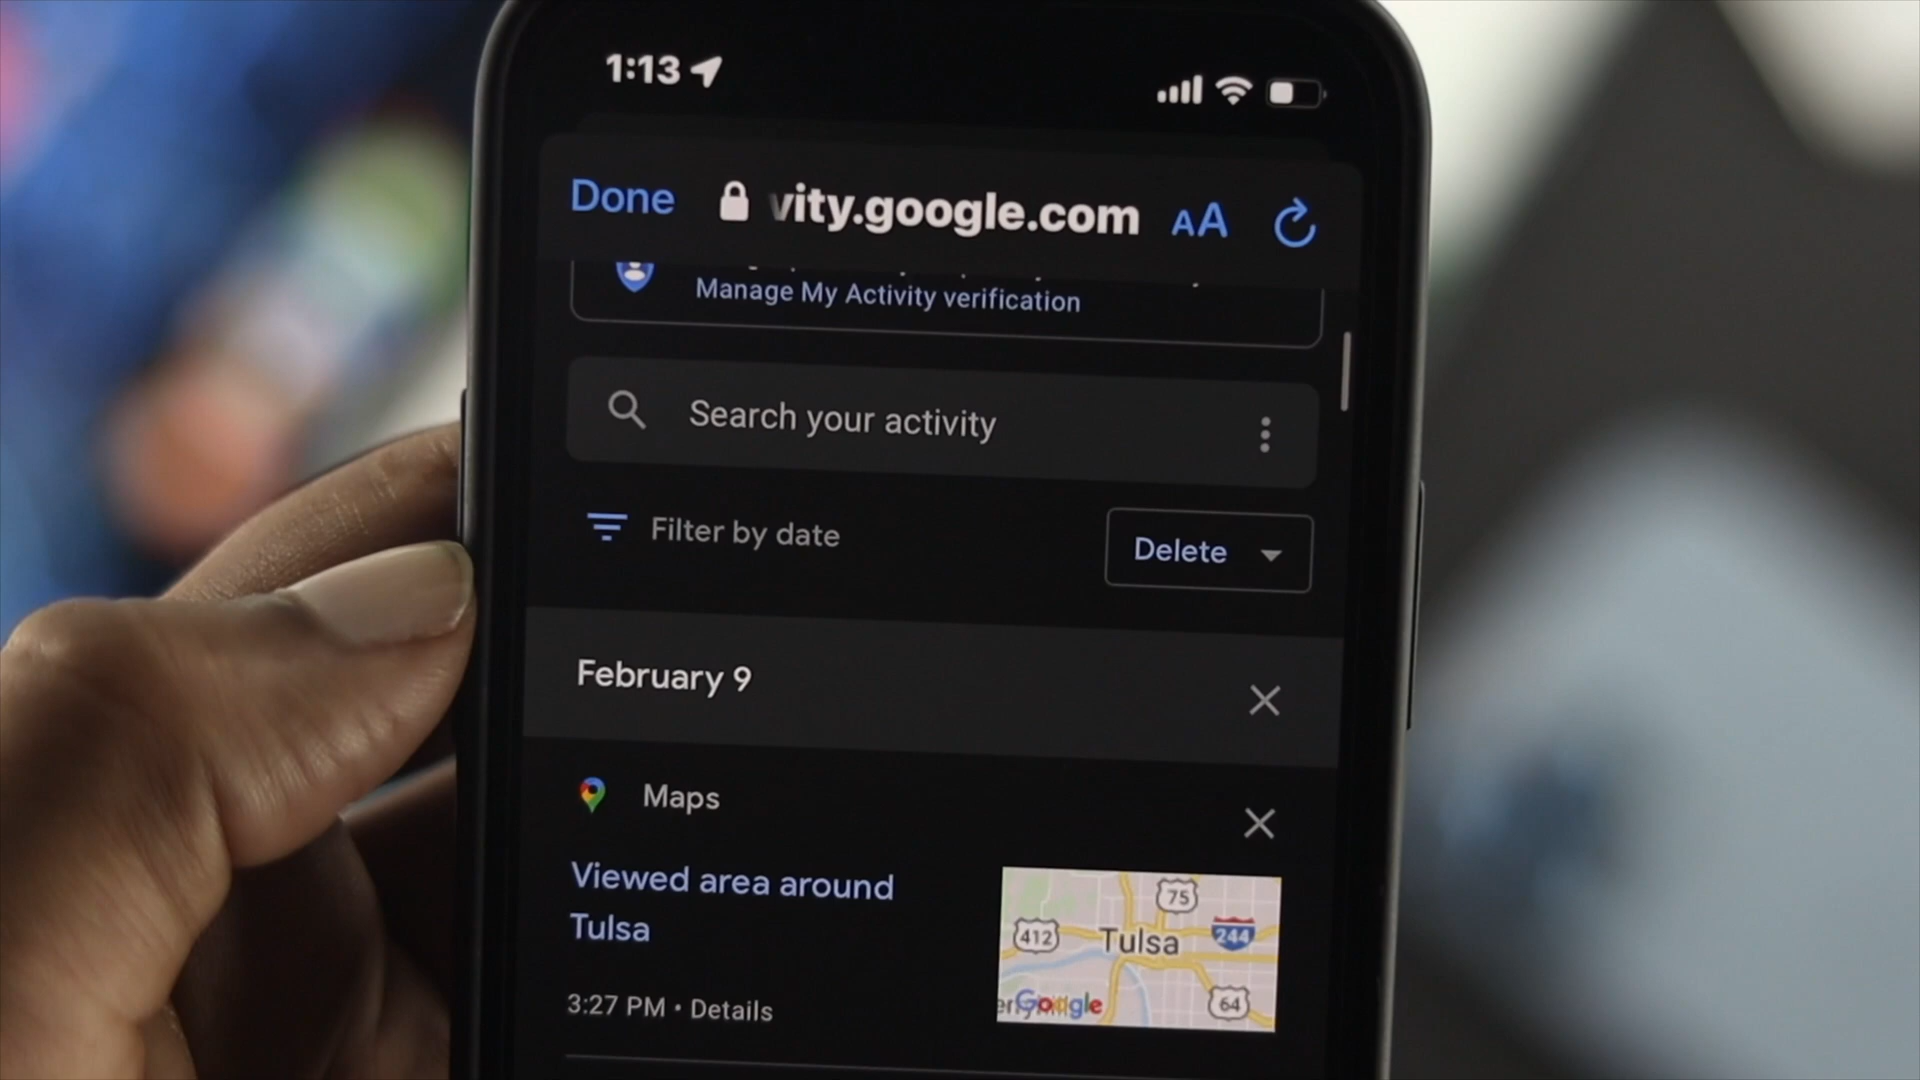 1:13
Done vity.google.com AA
Manage My Activity verification
Search your activity
Filter by date
Delete
February 9
Maps
Viewed area around
Tulsa
3:27 PM • Details
75
412 Tulsa 244
Google 64